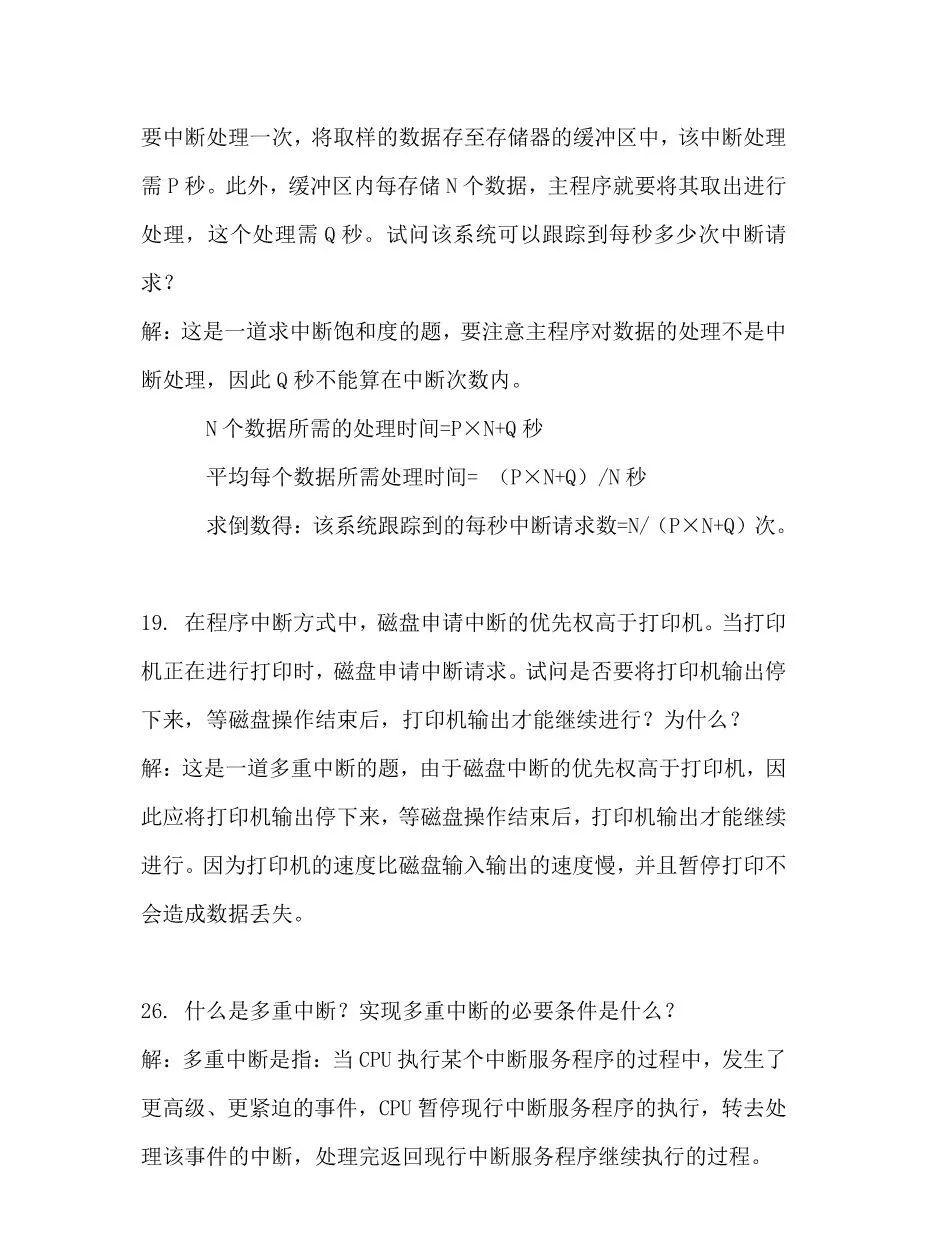 要中断处理一次，将取样的数据存至存储器的缓冲区中，该中断处理
需 P 秒。此外，缓冲区内每存储 N 个数据，主程序就要将其取出进行
处理，这个处理需 Q 秒。试问该系统可以跟踪到每秒多少次中断请
求？
解：这是一道求中断饱和度的题，要注意主程序对数据的处理不是中
断处理，因此 Q 秒不能算在中断次数内。
N 个数据所需的处理时间=P×N+Q 秒
平均每个数据所需处理时间= （P×N+Q）/N 秒
求倒数得：该系统跟踪到的每秒中断请求数=N/（P×N+Q）次。
19. 在程序中断方式中，磁盘申请中断的优先权高于打印机。当打印
机正在进行打印时，磁盘申请中断请求。试问是否要将打印机输出停
下来，等磁盘操作结束后，打印机输出才能继续进行？为什么？
解：这是一道多重中断的题，由于磁盘中断的优先权高于打印机，因
此应将打印机输出停下来，等磁盘操作结束后，打印机输出才能继续
进行。因为打印机的速度比磁盘输入输出的速度慢，并且暂停打印不
会造成数据丢失。
26. 什么是多重中断？实现多重中断的必要条件是什么？
解：多重中断是指：当 CPU 执行某个中断服务程序的过程中，发生了
更高级、更紧迫的事件，CPU 暂停现行中断服务程序的执行，转去处
理该事件的中断，处理完返回现行中断服务程序继续执行的过程。